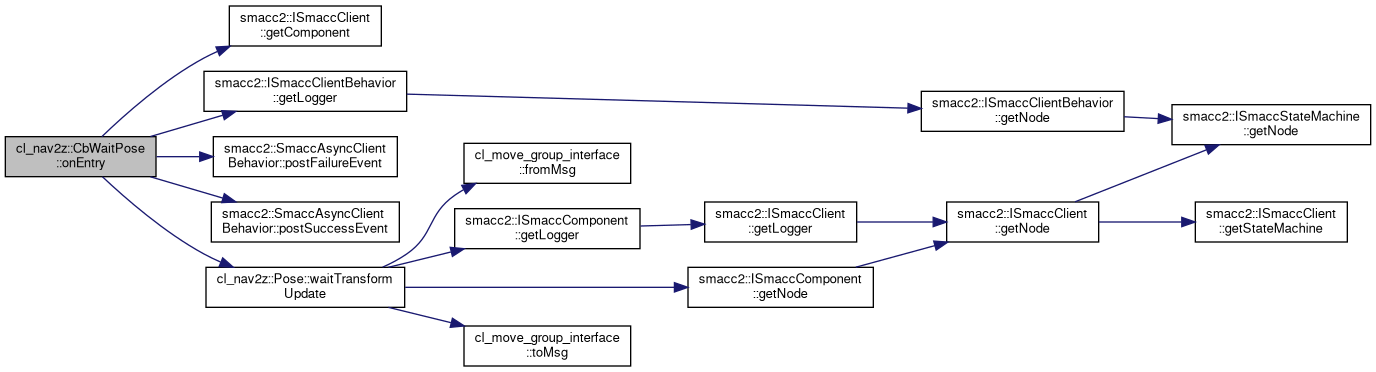 smacc2::ISmaccClient
::getComponent
smacc2::ISmaccClientBehavior
::getLogger
smacc2::ISmaccClientBehavior
::getNode
smacc2::ISmaccStateMachine
::getNode
cl_nav2z::CbWaitPose
::onEntry
smacc2::SmaccAsyncClient
Behavior::postFailureEvent
cl_move_group_interface
::fromMsg
smacc2::SmaccAsyncClient
Behavior::postSuccessEvent
smacc2::ISmaccComponent
::getLogger
smacc2::ISmaccClient
::getLogger
smacc2::ISmaccClient
::getNode
smacc2::ISmaccClient
::getStateMachine
cl_nav2z::Pose::waitTransform
Update
smacc2::ISmaccComponent
::getNode
cl_move_group_interface
::toMsg